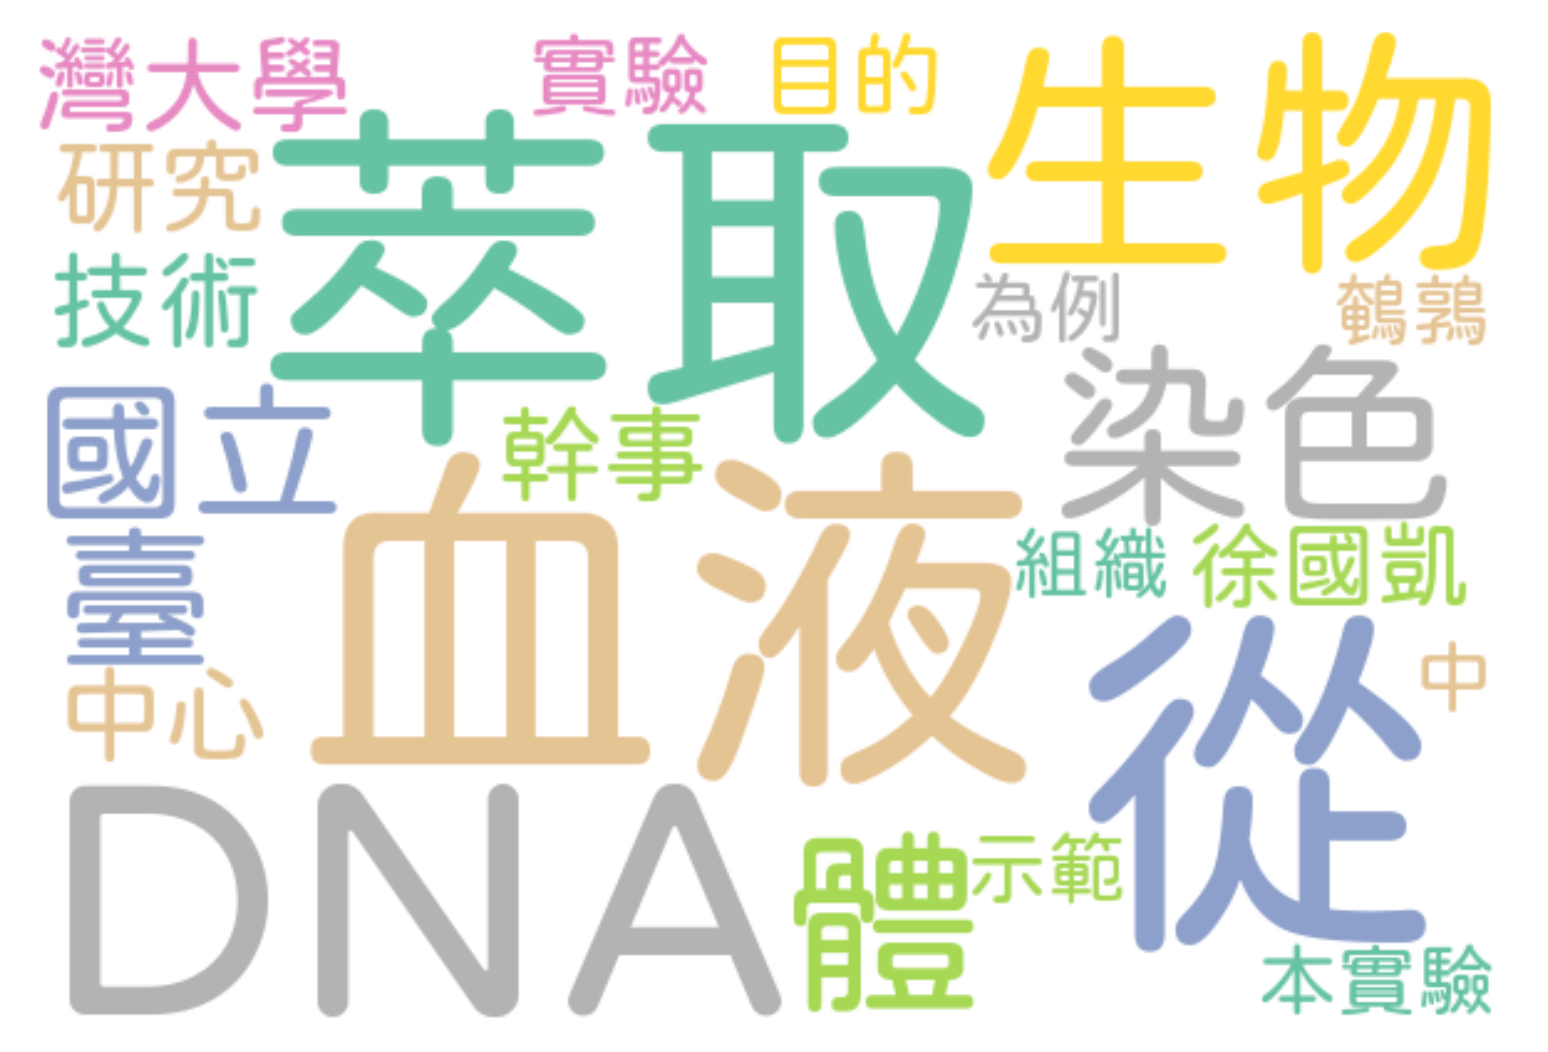 灣大學
實驗
目的
生物
研究
萃取
技術
為例
鵪鶉
國立
幹事
染色
血液
臺
組織
徐國凱
中心
從
中
DNA
體
示範
本實驗